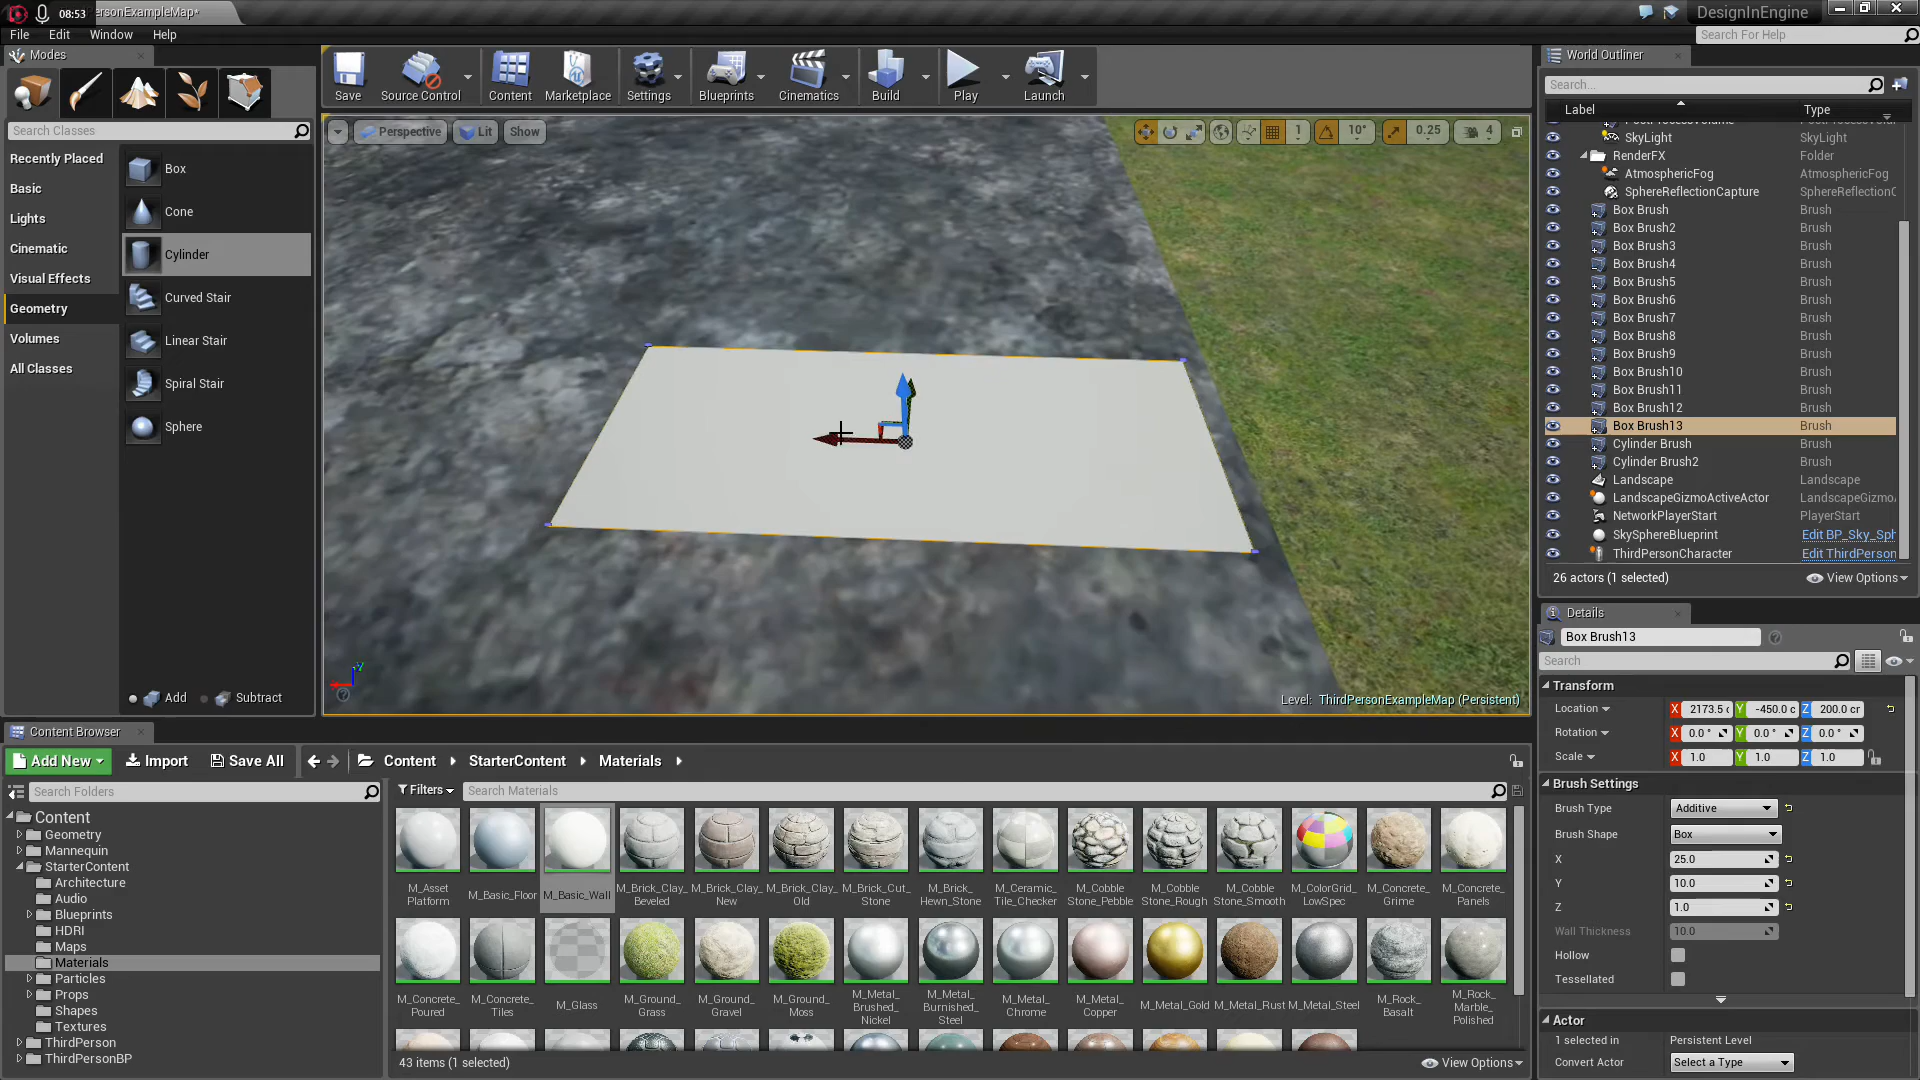 08:53
ersonExampleMap*
DesignInEngine
File Edit Window Help
Search For Help
Modes
Save
Source Control
Content
Marketplace
Settings
Blueprints
Cinematics
Build
Play
Launch
Search Classes
Recently Placed
Basic
Lights
Cinematic
Visual Effects
Geometry
Volumes
All Classes
Box
Cone
Cylinder
Curved Stair
Linear Stair
Spiral Stair
Sphere
Add
Subtract
Perspective
Lit
Show
1
10°
0.25
4
Level: ThirdPersonExampleMap (Persistent)
World Outliner
Search...
Label Type
SkyLight SkyLight
RenderFX Folder
AtmosphericFog AtmosphericFog
SphereReflectionCapture SphereReflectionC
Box Brush Brush
Box Brush2 Brush
Box Brush3 Brush
Box Brush4 Brush
Box Brush5 Brush
Box Brush6 Brush
Box Brush7 Brush
Box Brush8 Brush
Box Brush9 Brush
Box Brush10 Brush
Box Brush11 Brush
Box Brush12 Brush
Box Brush13 Brush
Cylinder Brush Brush
Cylinder Brush2 Brush
Landscape Landscape
LandscapeGizmoActiveActor LandscapeGizmo
NetworkPlayerStart PlayerStart
SkySphereBlueprint Edit BP_Sky_Sph
ThirdPersonCharacter Edit ThirdPerson
26 actors (1 selected)
View Options
Details
Box Brush13
Search
Transform
Location X 2173.5 c Y -450.0 c Z 200.0 cr
Rotation X 0.0 ° Y 0.0 ° Z 0.0 °
Scale X 1.0 Y 1.0 Z 1.0
Brush Settings
Brush Type Additive
Brush Shape Box
X 25.0
Y 10.0
Z 1.0
Wall Thickness 10.0
Hollow
Tessellated
Actor
1 selected in Persistent Level
Convert Actor Select a Type
Content Browser
Add New
Import
Save All
Content
StarterContent
Materials
Search Folders
Filters
Search Materials
Content
Geometry
Mannequin
StarterContent
Architecture
Audio
Blueprints
HDRI
Maps
Materials
Particles
Props
Shapes
Textures
ThirdPerson
ThirdPersonBP
M_Asset
Platform
M_Basic_Floor
M_Basic_Wall
M_Brick_Clay_
Beveled
M_Brick_Clay_
New
M_Brick_Clay_
Old
M_Brick_Cut_
Stone
M_Brick_
Hewn_Stone
M_Ceramic_
Tile_Checker
M_Cobble
Stone_Pebble
M_Cobble
Stone_Rough
M_Cobble
Stone_Smooth
M_ColorGrid_
LowSpec
M_Concrete_
Grime
M_Concrete_
Panels
M_Concrete_
Poured
M_Concrete_
Tiles
M_Glass
M_Ground_
Grass
M_Ground_
Gravel
M_Ground_
Moss
M_Metal_
Brushed_
Nickel
M_Metal_
Burnished_
Steel
M_Metal_
Chrome
M_Metal_
Copper
M_Metal_Gold
M_Metal_Rust
M_Metal_Steel
M_Rock_
Basalt
M_Rock_
Marble_
Polished
43 items (1 selected)
View Options